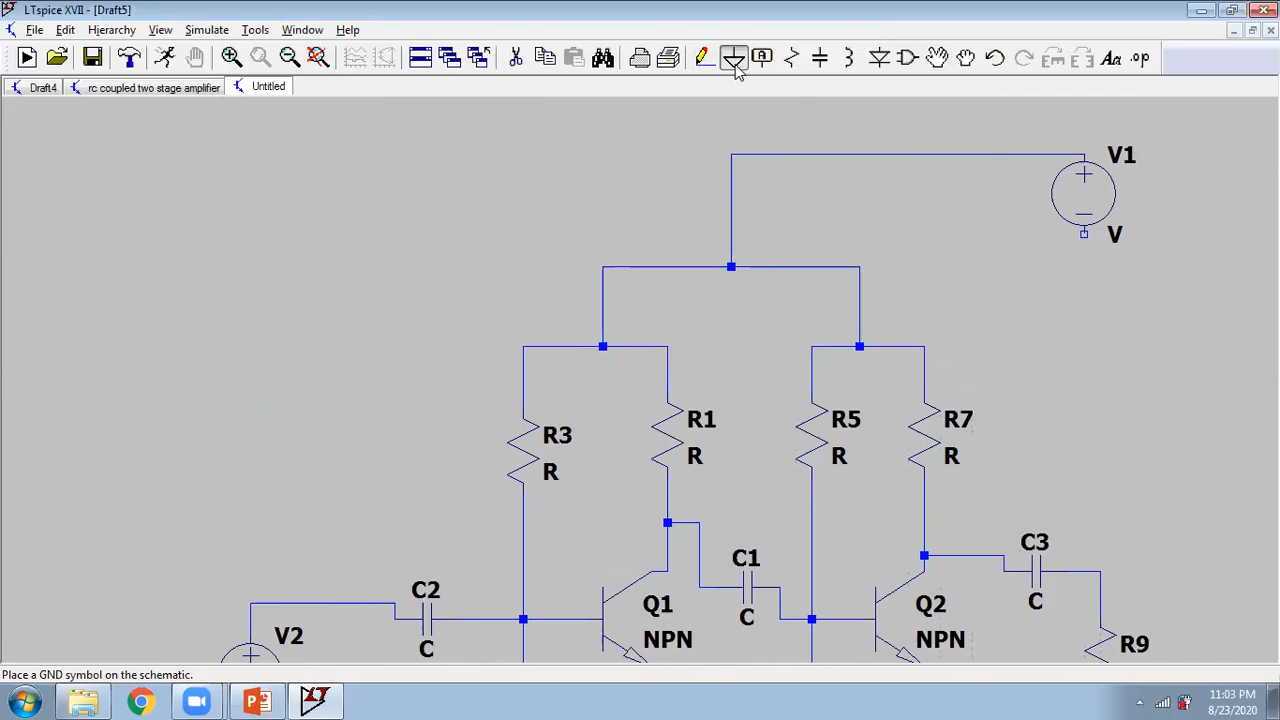 LTspice XVII - [Draft5]
File Edit Hierarchy View Simulate Tools Window Help
.op
Draft4 rc coupled two stage amplifier Untitled
V1
V
R3
R
R1
R
R5
R
R7
R
C1
C
C3
C
C2
C
Q1
NPN
Q2
NPN
V2
R9
Place a GND symbol on the schematic.
11:03 PM
8/23/2020